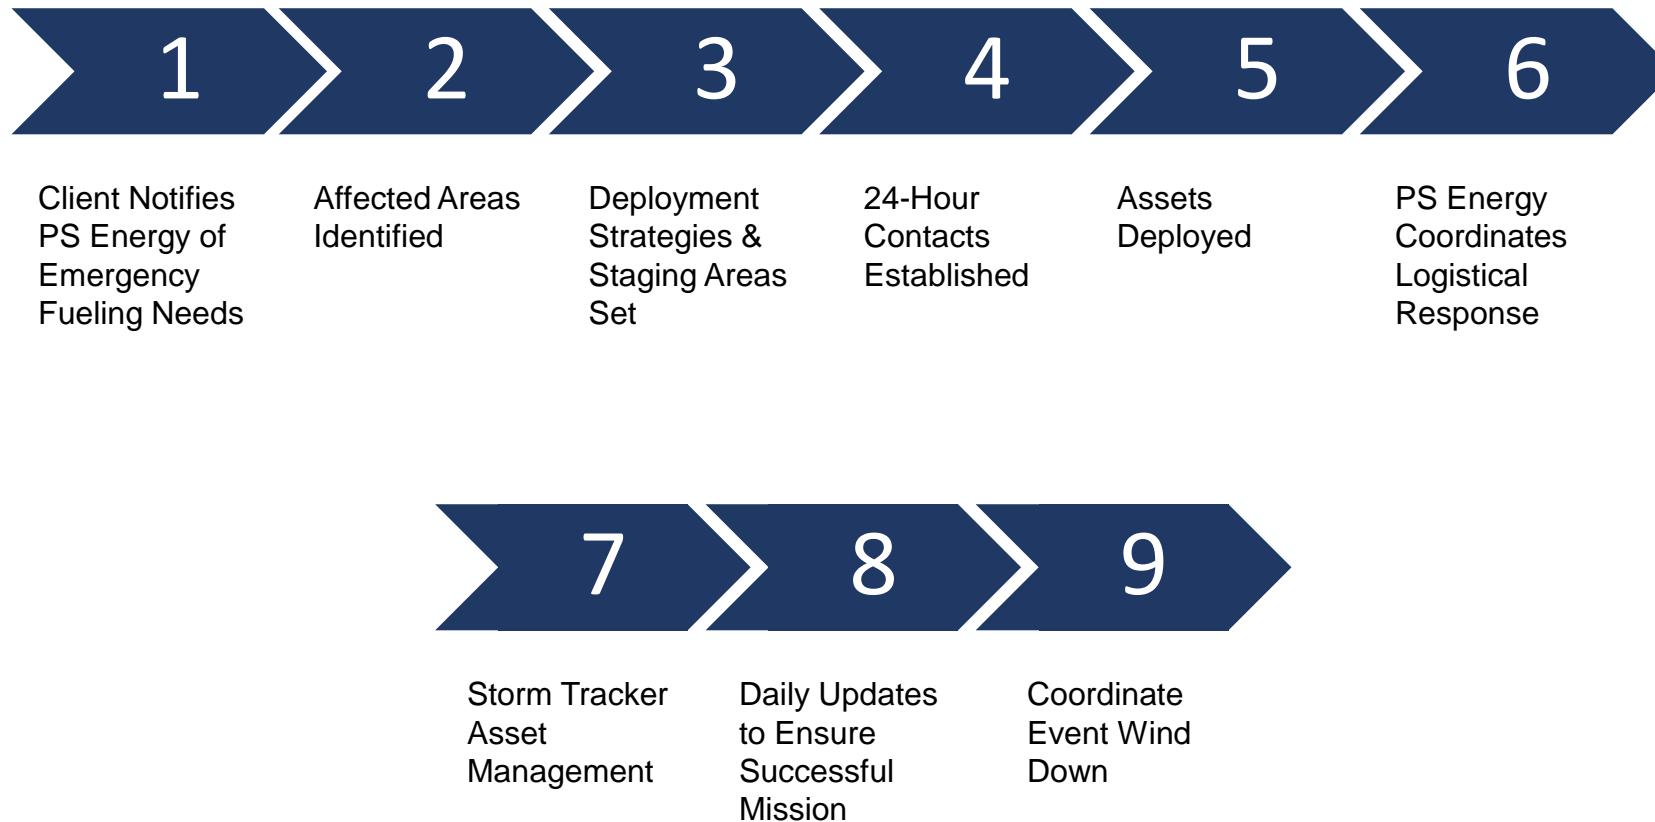 1
2
3
4
5
6
Client Notifies
PS Energy of
Emergency
Fueling Needs
Affected Areas
Identified
Deployment
Strategies &
Staging Areas
Set
24-Hour
Contacts
Established
Assets
Deployed
PS Energy
Coordinates
Logistical
Response
7
8
9
Storm Tracker
Asset
Management
Daily Updates
to Ensure
Successful
Mission
Coordinate
Event Wind
Down